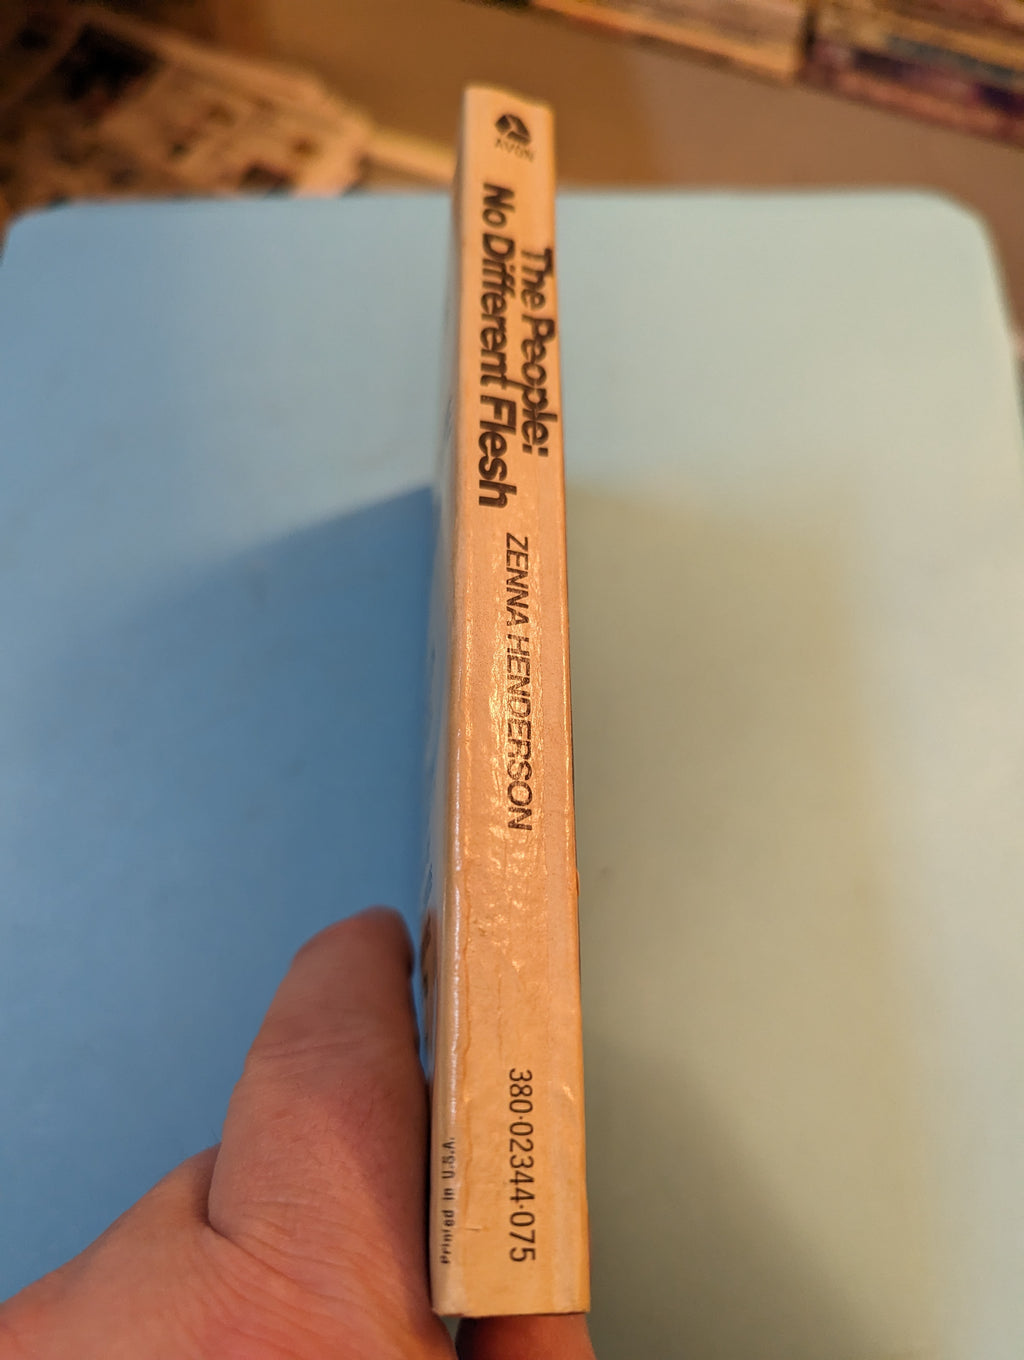 AVON
The People:
No Different Flesh
ZENNA HENDERSON
380·02344·075
Printed in U.S.A.